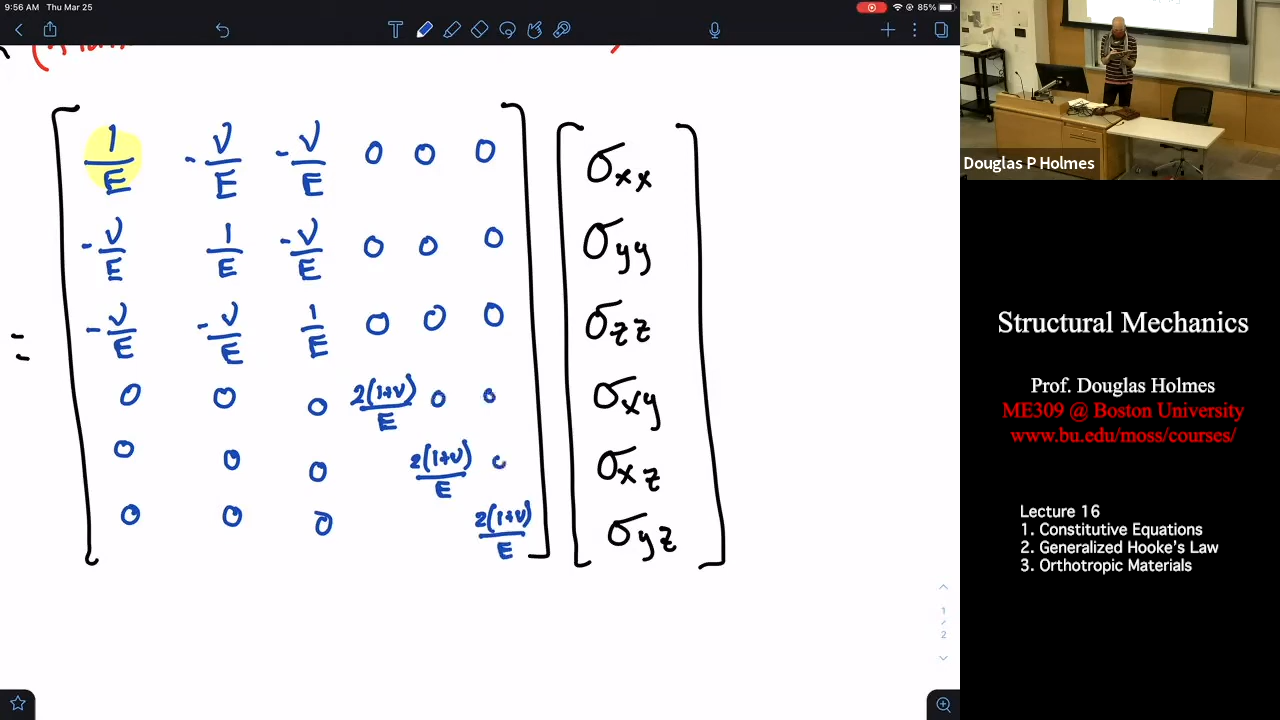 9:56 AM Thu Mar 25
85%
1/E -ν/E -ν/E 0 0 0 σxx
-ν/E 1/E -ν/E 0 0 0 σyy
= -ν/E -ν/E 1/E 0 0 0 σzz
0 0 0 2(1+ν)/E 0 0 σxy
0 0 0 2(1+ν)/E 0 σxz
0 0 0 2(1+ν)/E σyz
1/2
T
Douglas P Holmes
Structural Mechanics
Prof. Douglas Holmes
ME309 @ Boston University
www.bu.edu/moss/courses/
Lecture 16
1. Constitutive Equations
2. Generalized Hooke's Law
3. Orthotropic Materials